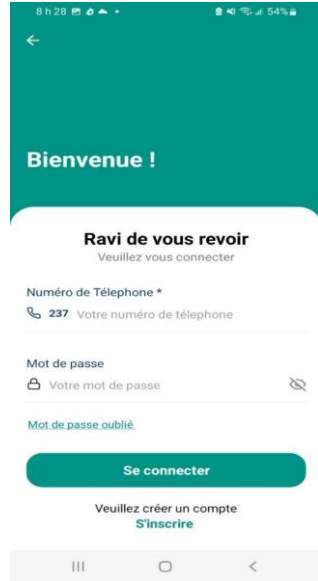 8 h 28
54%
Bienvenue !
Ravi de vous revoir
Veuillez vous connecter
Numéro de Télephone *
237 Votre numéro de télephone
Mot de passe
Votre mot de passe
Mot de passe oublié
Se connecter
Veuillez créer un compte
S'inscrire